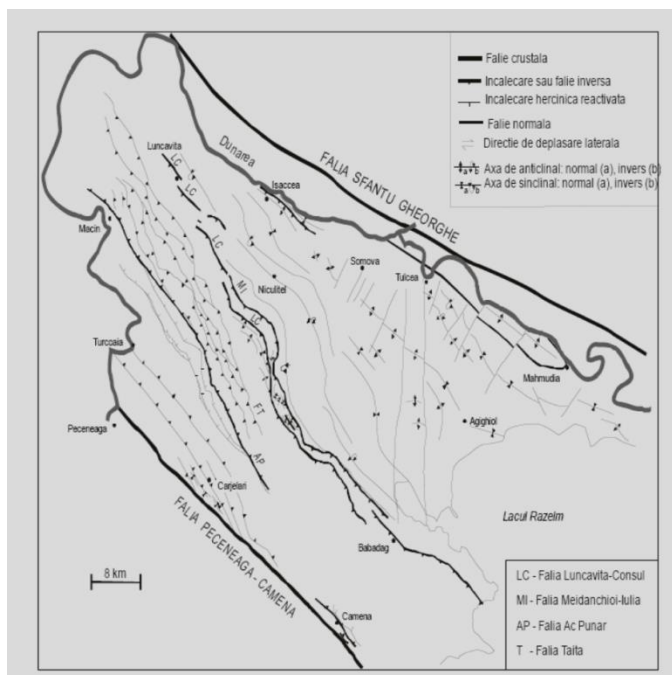 Falie crustala
Incalecare sau falie inversa
Incalecare hercinica reactivata
Falie normala
Directie de deplasare laterala
Axa de anticlinal: normal (a), invers (b)
Axa de sinclinal: normal (a), invers (b)
a b
a b
Luncavita
LC
LC
Dunarea
FALIA SFANTU GHEORGHE
Isaccea
Macin
LC
Somova
MI
Niculitel
Tulcea
LC
Turcoaia
Mahmudia
FT
Peceneaga
Agighiol
AP
Carjelari
Lacul Razelm
FALIA PECENEAGA-CAMENA
Babadag
8 km
Camena
LC - Falia Luncavita-Consul
MI - Falia Meidanchioi-Iulia
AP - Falia Ac Punar
T - Falia Taita